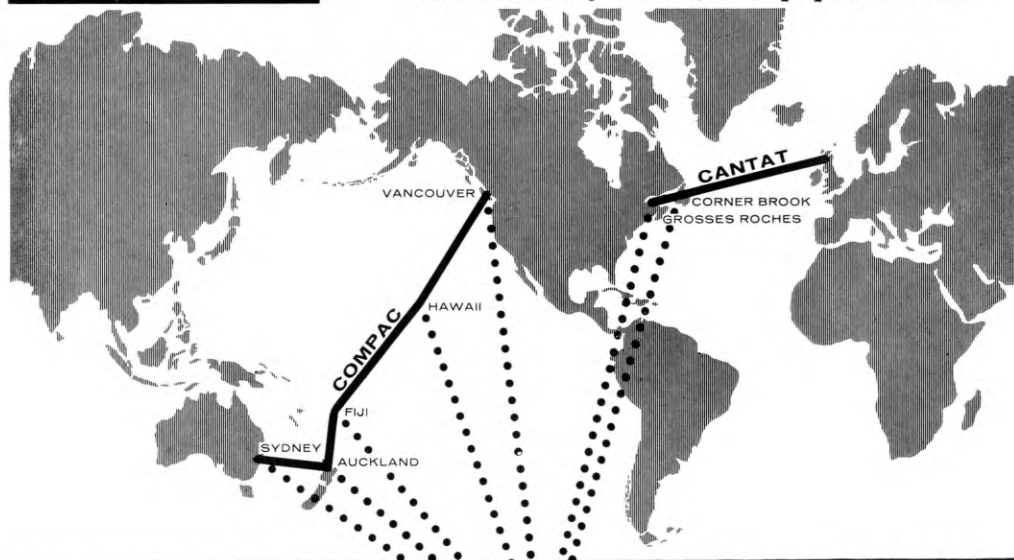 CANTAT
VANCOUVER
CORNER BROOK
GROSSES ROCHES
HAWAII
COMPAC
FIJI
SYDNEY
AUCKLAND